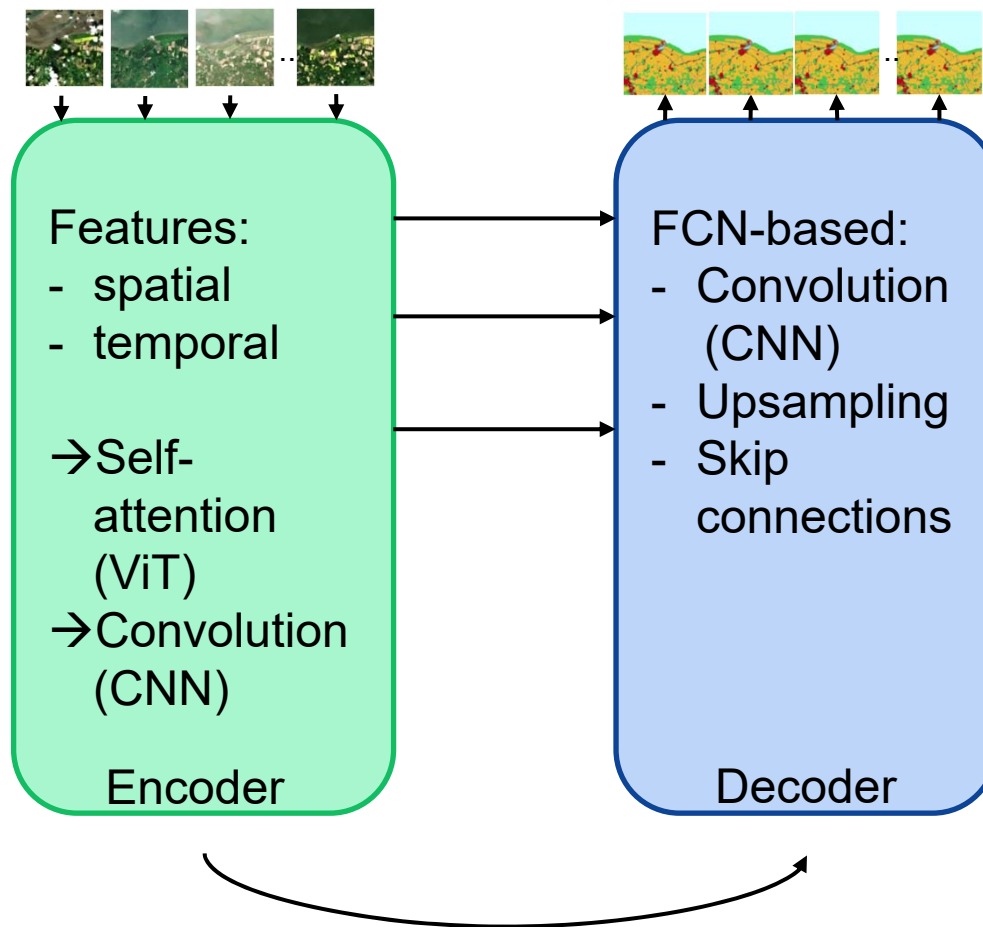 ..
..
Features:
- spatial
- temporal
→Self-
attention
(ViT)
→Convolution
(CNN)
Encoder
FCN-based:
- Convolution
(CNN)
- Upsampling
- Skip
connections
Decoder